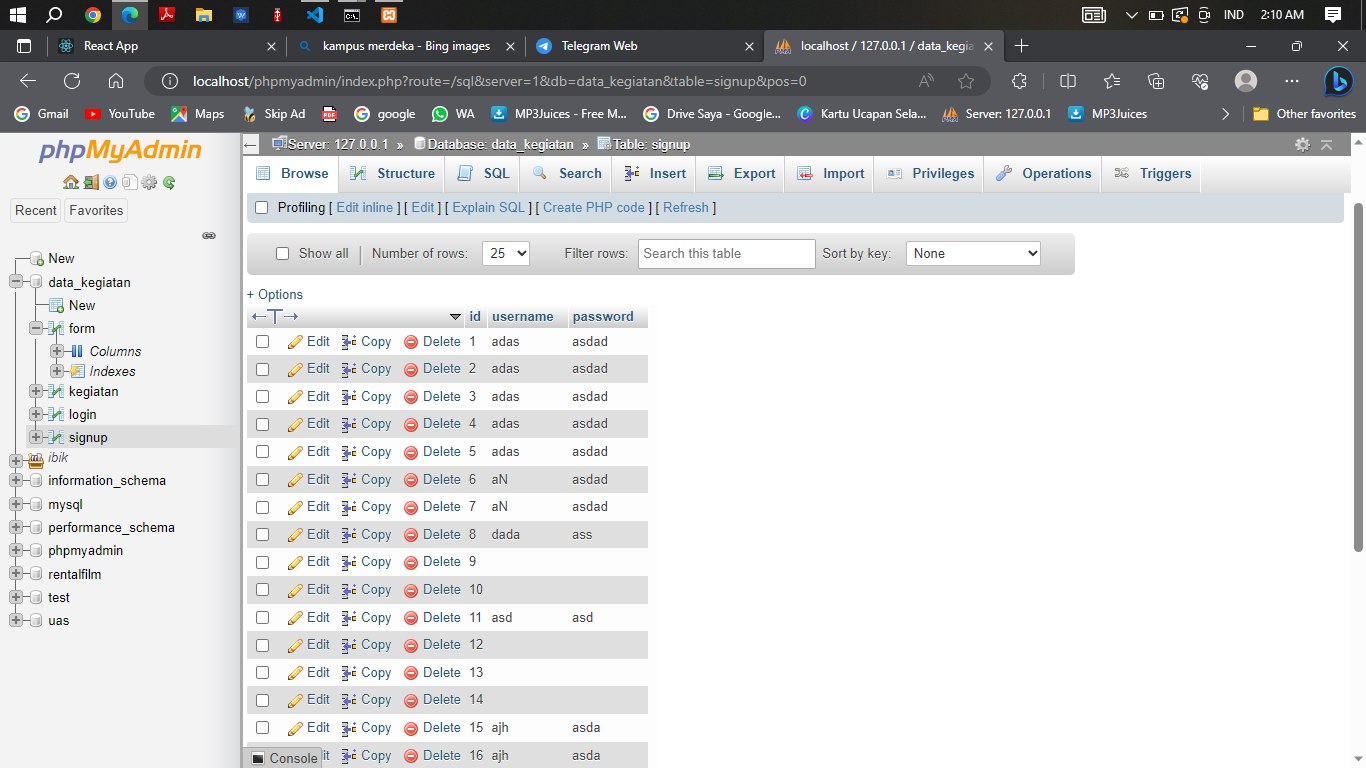 IND 2:10 AM
React App kampus merdeka - Bing images Telegram Web localhost / 127.0.0.1 / data_kegia
localhost/phpmyadmin/index.php?route=/sql&server=1&db=data_kegiatan&table=signup&pos=0
Gmail YouTube Maps Skip Ad google WA MP3Juices - Free M... Drive Saya - Google... Kartu Ucapan Sela... Server: 127.0.0.1 MP3Juices Other favorites
phpMyAdmin
Recent Favorites
New
data_kegiatan
New
form
Columns
Indexes
kegiatan
login
signup
ibik
information_schema
mysql
performance_schema
phpmyadmin
rentalfilm
test
uas
Server: 127.0.0.1 » Database: data_kegiatan » Table: signup
Browse Structure SQL Search Insert Export Import Privileges Operations Triggers
Profiling [ Edit inline ] [ Edit ] [ Explain SQL ] [ Create PHP code ] [ Refresh ]
Show all Number of rows: 25 Filter rows: Search this table Sort by key: None
+ Options
←T→ id username password
Edit Copy Delete 1 adas asdad
Edit Copy Delete 2 adas asdad
Edit Copy Delete 3 adas asdad
Edit Copy Delete 4 adas asdad
Edit Copy Delete 5 adas asdad
Edit Copy Delete 6 aN asdad
Edit Copy Delete 7 aN asdad
Edit Copy Delete 8 dada ass
Edit Copy Delete 9
Edit Copy Delete 10
Edit Copy Delete 11 asd asd
Edit Copy Delete 12
Edit Copy Delete 13
Edit Copy Delete 14
Edit Copy Delete 15 ajh asda
Console it Copy Delete 16 ajh asda